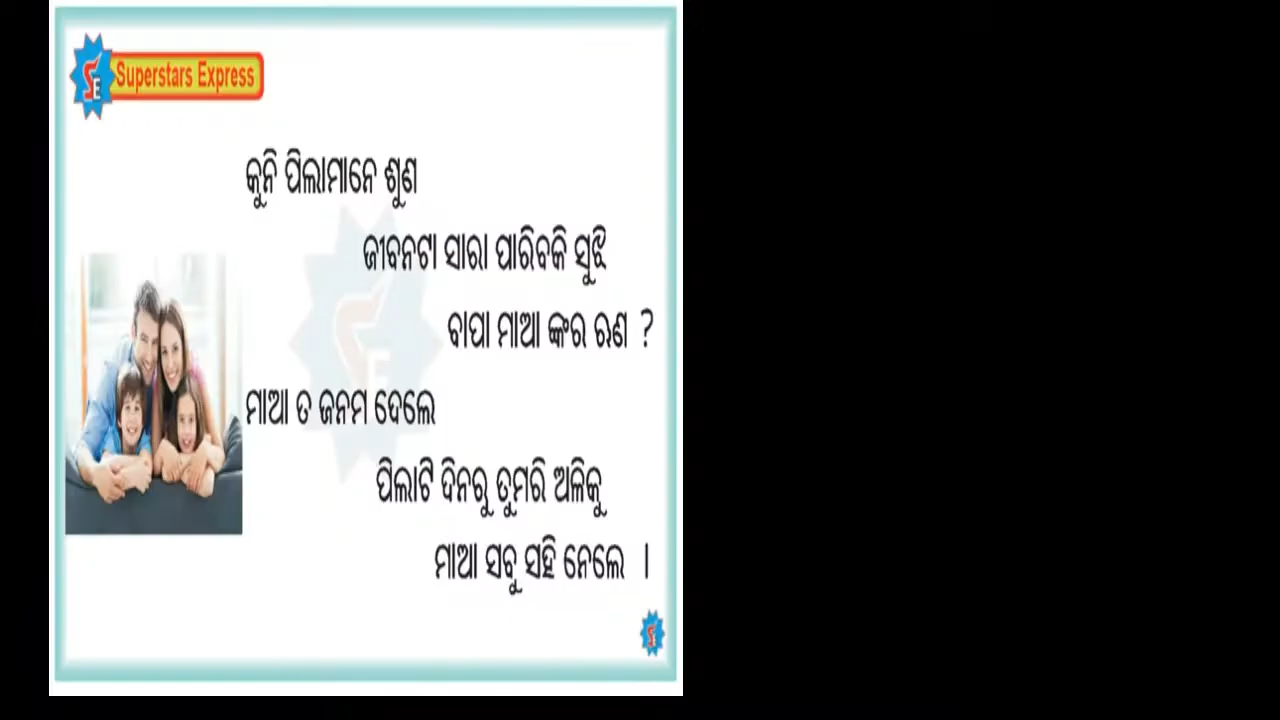 Superstars Express
କୁନି ପିଲାମାନେ ଶୁଣ
ଜୀବନଟା ସାରା ପାରିବକି ସୁଝି
ବାପା ମାଆ ଙ୍କର ଋଣ ?
ମାଆ ତ ଜନମ ଦେଲେ
ପିଲାଟି ଦିନରୁ ତୁମରି ଅଳିକୁ
ମାଆ ସବୁ ସହି ନେଲେ ।